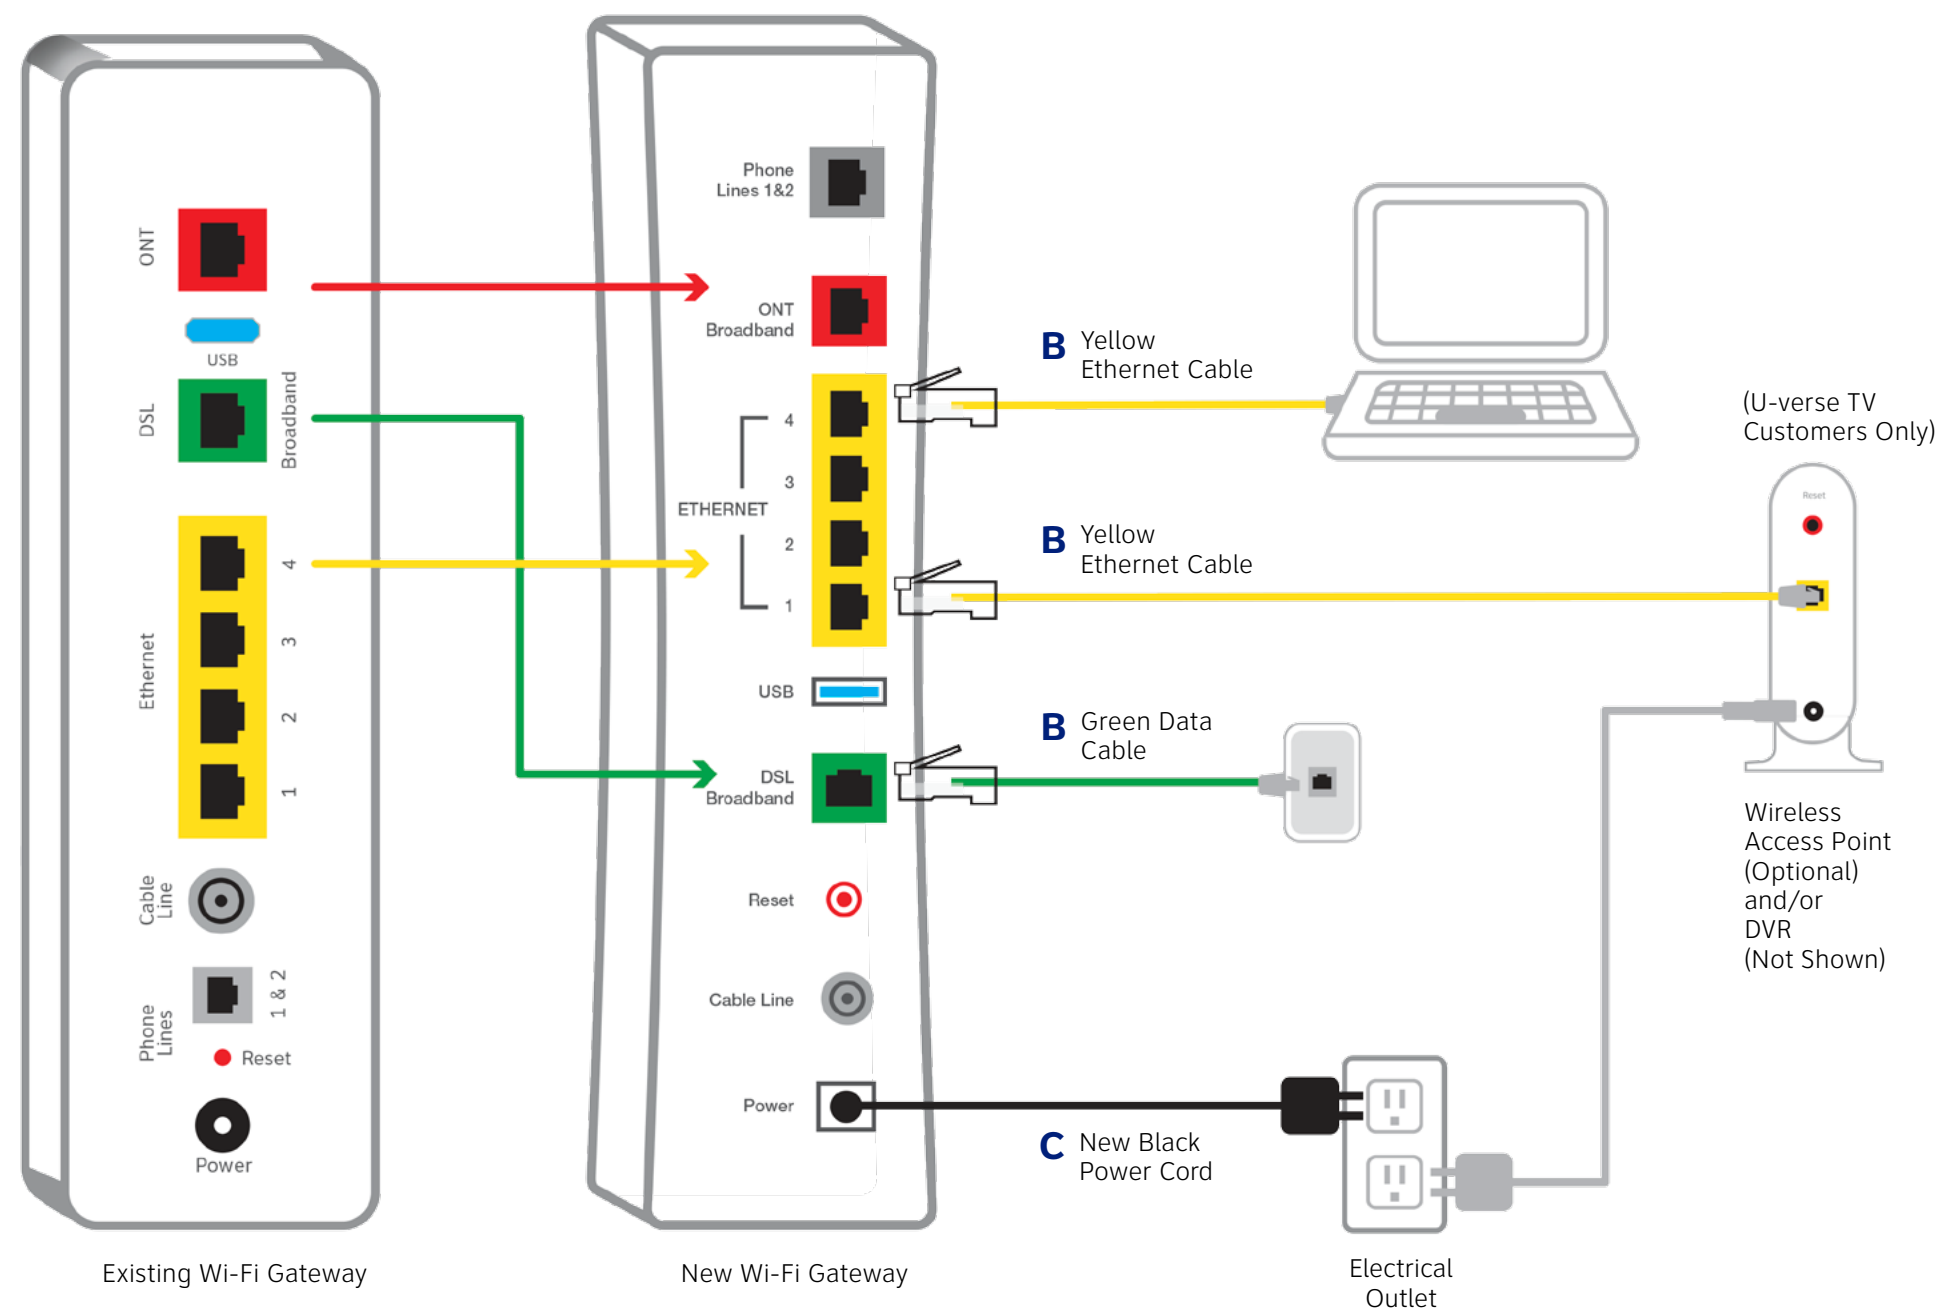 ONT
USB
DSL
Broadband
Ethernet
4
3
2
1
Cable
Line
Phone
Lines
1 & 2
Reset
Power
Existing Wi-Fi Gateway
Phone
Lines 1&2
ONT
Broadband
ETHERNET
4
3
2
1
USB
DSL
Broadband
Reset
Cable Line
Power
New Wi-Fi Gateway
B Yellow
Ethernet Cable
B Yellow
Ethernet Cable
B Green Data
Cable
C New Black
Power Cord
Electrical
Outlet
(U-verse TV
Customers Only)
Reset
Wireless
Access Point
(Optional)
and/or
DVR
(Not Shown)